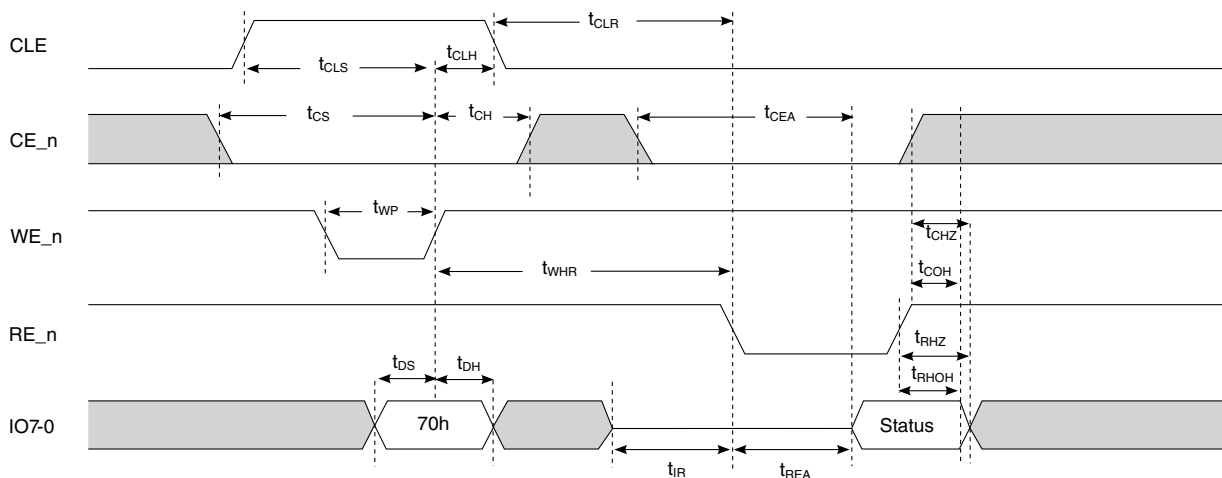 CLE
tCLR
tCLS
tCLH
CE_n
tCS
tCH
tCEA
WE_n
tWP
tCHZ
tWHR
tCOH
RE_n
tRHZ
tDS
tDH
tRHOH
IO7-0
70h
Status
tIR
tREA